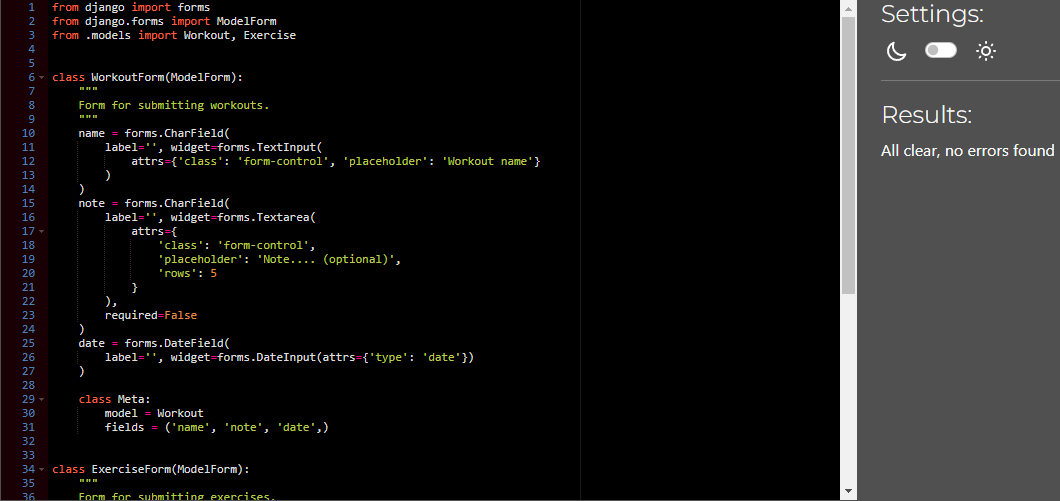 1 from django import forms
2 from django.forms import ModelForm
3 from .models import Workout, Exercise
4
5
6 class WorkoutForm(ModelForm):
7     """
8     Form for submitting workouts.
9     """
10     name = forms.CharField(
11         label='', widget=forms.TextInput(
12             attrs={'class': 'form-control', 'placeholder': 'Workout name'}
13         )
14     )
15     note = forms.CharField(
16         label='', widget=forms.Textarea(
17             attrs={
18                 'class': 'form-control',
19                 'placeholder': 'Note.... (optional)',
20                 'rows': 5
21             }
22         ),
23         required=False
24     )
25     date = forms.DateField(
26         label='', widget=forms.DateInput(attrs={'type': 'date'})
27     )
28
29     class Meta:
30         model = Workout
31         fields = ('name', 'note', 'date',)
32
33
34 class ExerciseForm(ModelForm):
35     """
36     Form for submitting exercises.
Settings:
Results:
All clear, no errors found